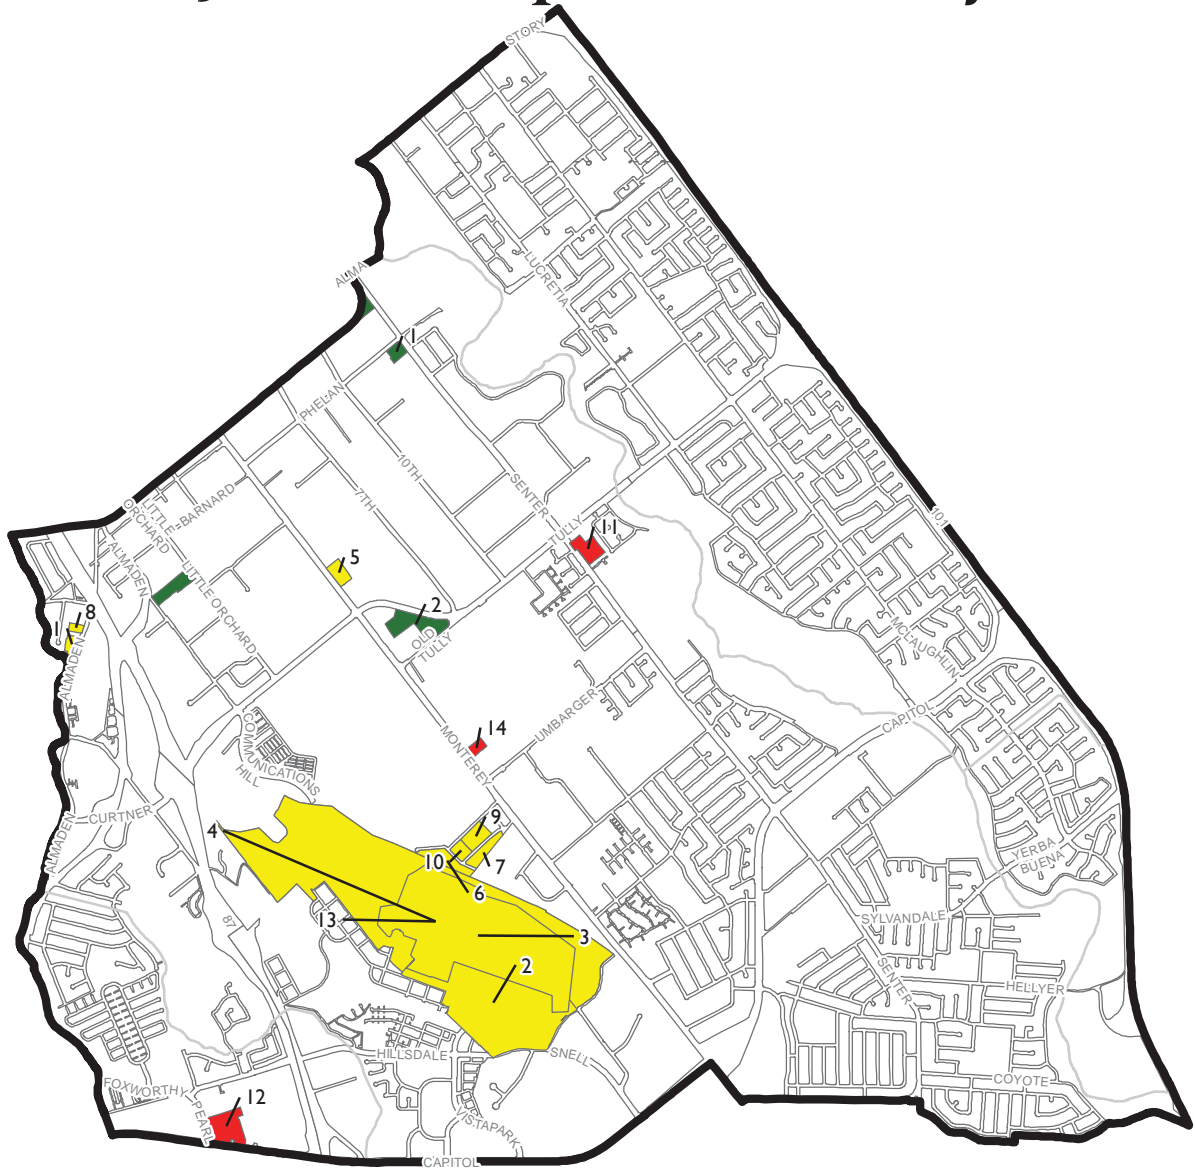 STORY
ALMA
LUCRETIA
1
PHELAN
10TH
7TH
SENTER
TULLY
11
101
LITTLE ORCHARD
BARNARD
ALMADEN
LITTLE ORCHARD
5
2
OLD TULLY
8
1
ALMADEN
MCLAUGHLIN
CAPITOL
UMBARGER
MONTEREY
14
COMMUNICATIONS
HILL
CURTNER
ALMADEN
4
9
10
7
6
YERBA
BUENA
87
13
3
2
SYLVANDALE
SENTER
HELLYER
HILLSDALE
SNELL
COYOTE
FOXWORTHY
PEARL
12
VISTAPARK
CAPITOL